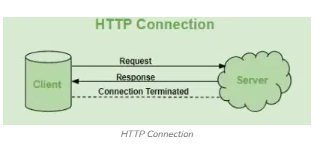 HTTP Connection
Request
Client
Response
Server
Connection Terminated
HTTP Connection